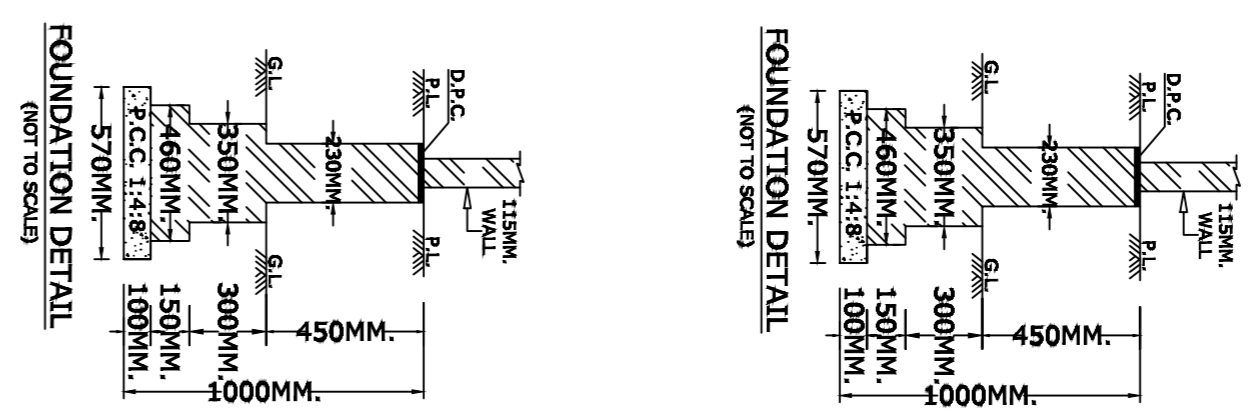 D.P.C.
P.L.
G.L.
115MM.
WALL
P.L.
G.L.
230MM.
350MM.
460MM.
P.C.C. 1:4:8
570MM.
450MM.
300MM.
150MM.
100MM.
1000MM.
FOUNDATION DETAIL
(NOT TO SCALE)
D.P.C.
P.L.
G.L.
115MM.
WALL
P.L.
G.L.
230MM.
350MM.
460MM.
P.C.C. 1:4:8
570MM.
450MM.
300MM.
150MM.
100MM.
1000MM.
FOUNDATION DETAIL
(NOT TO SCALE)